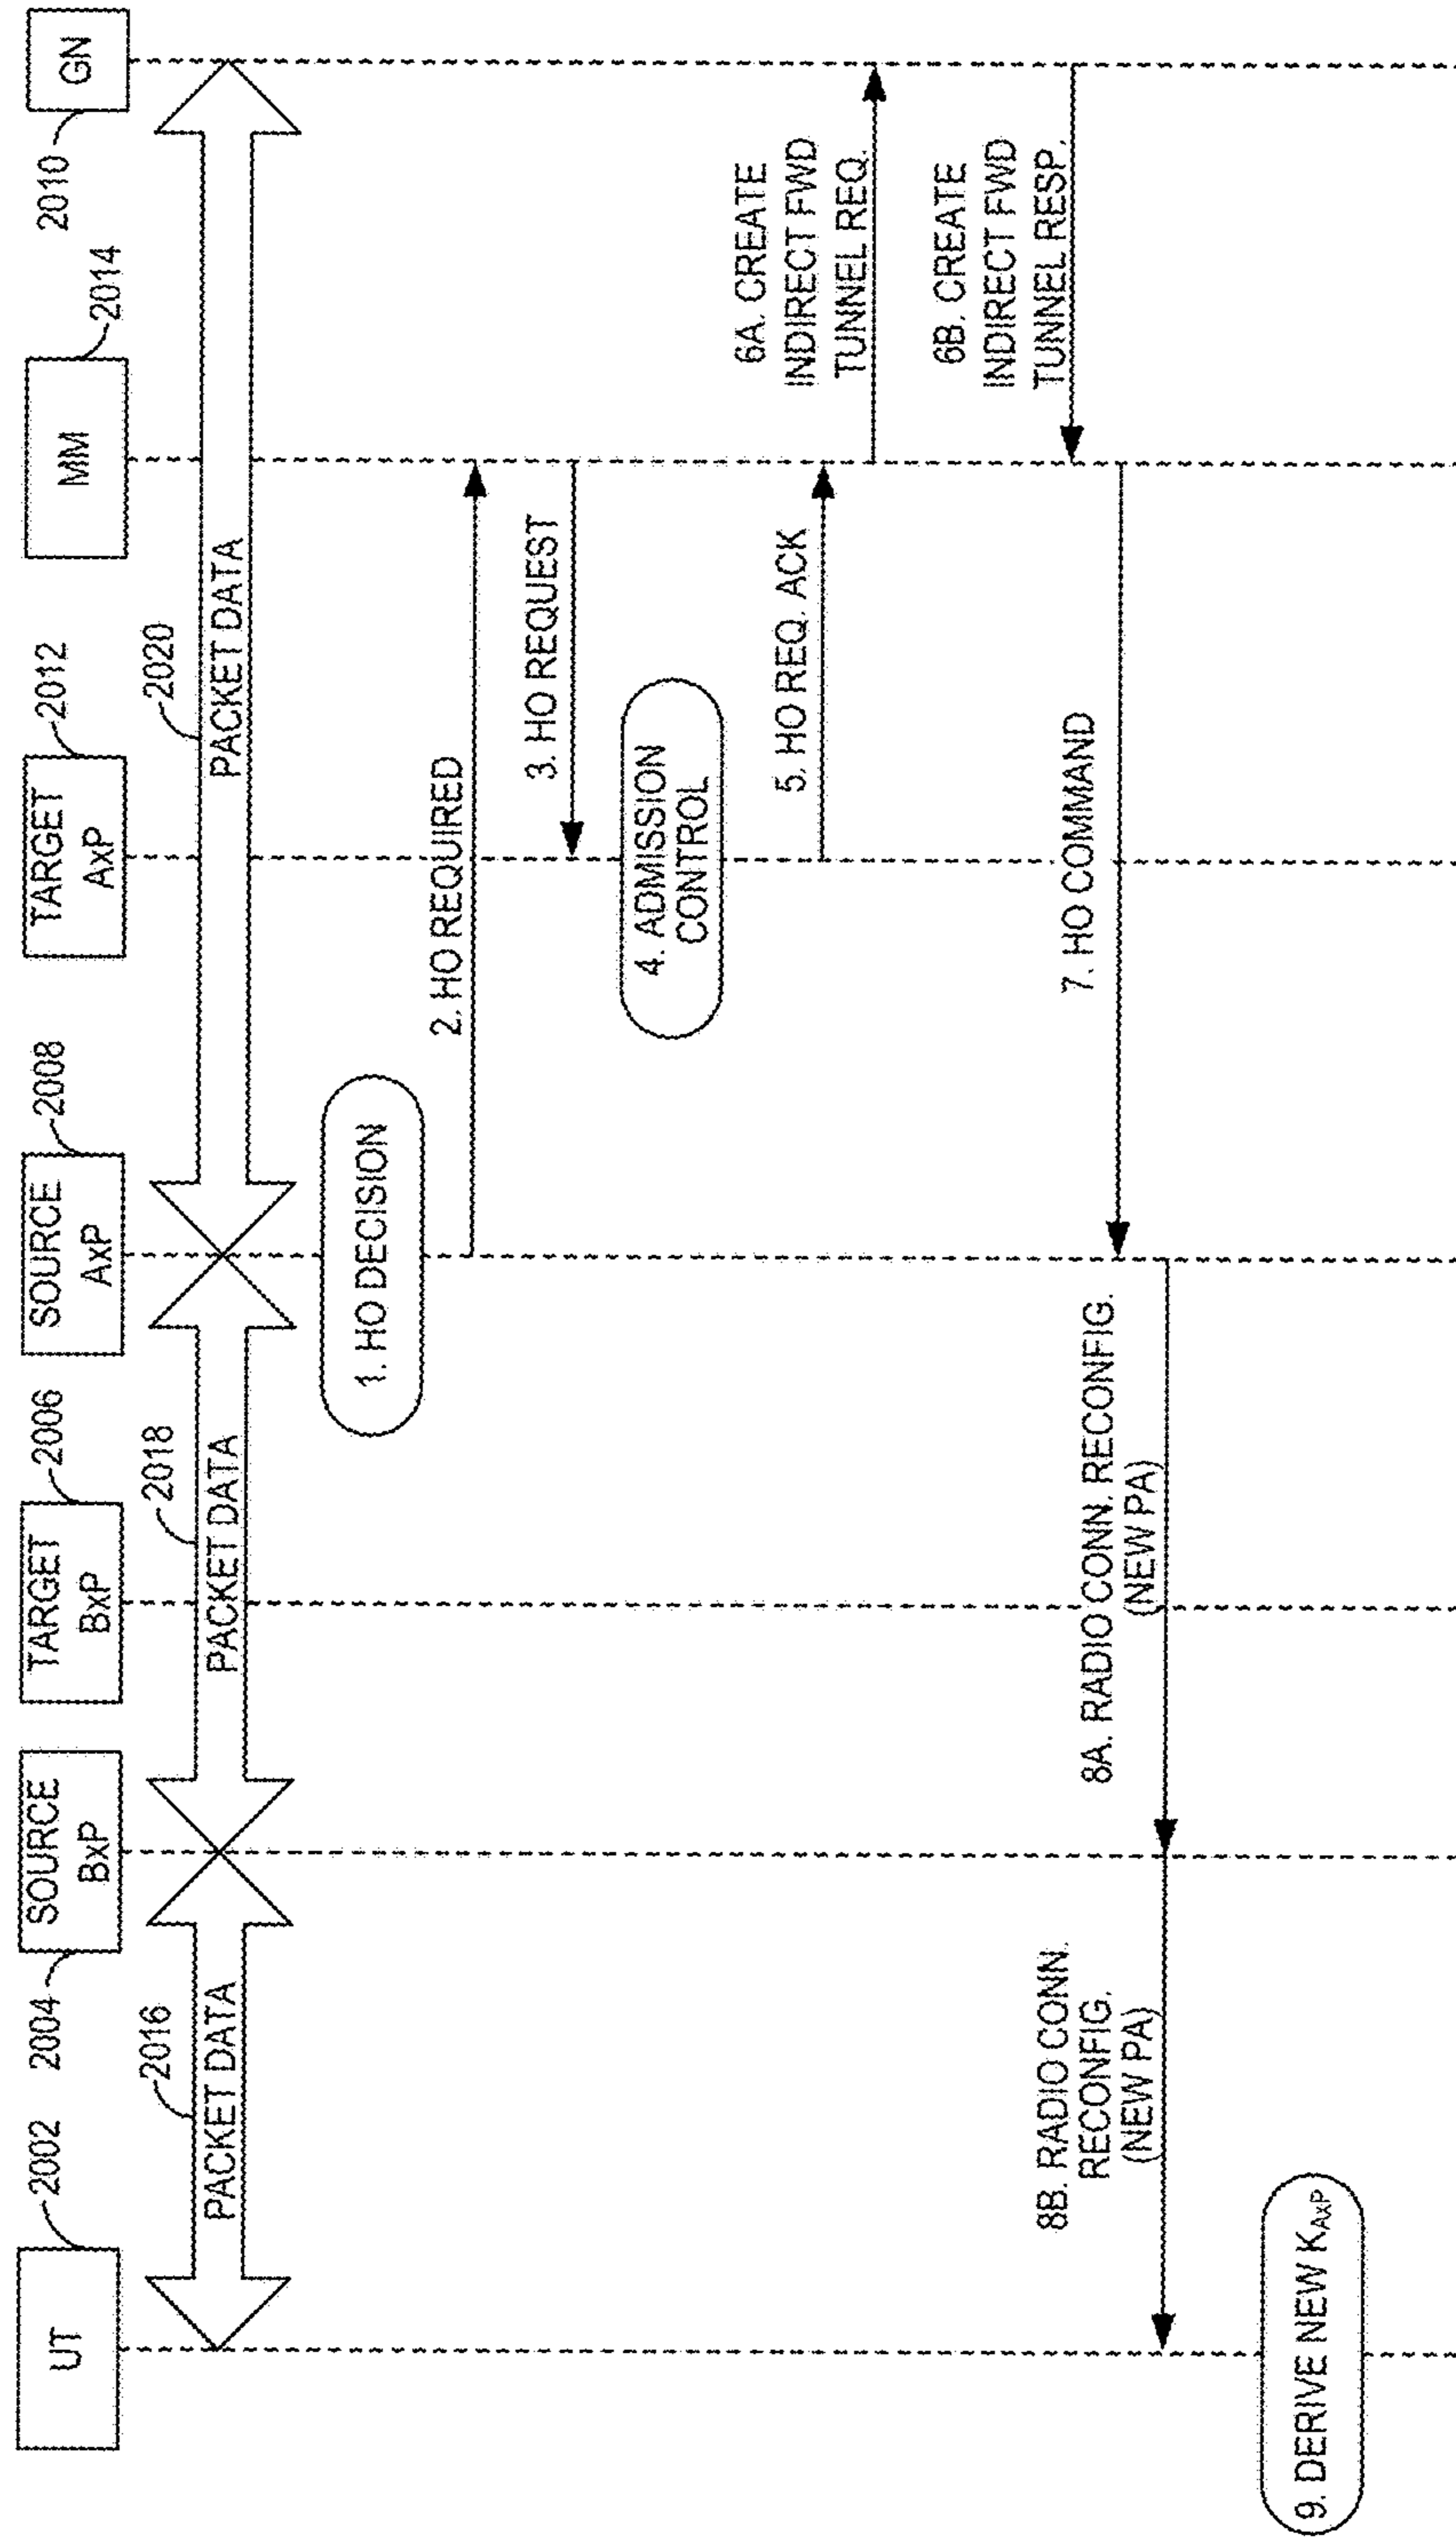 UT
2002
SOURCE
BxP
2004
TARGET
BxP
2006
SOURCE
AxP
2008
TARGET
AxP
2012
MM
2014
GN
2010
PACKET DATA
2016
PACKET DATA
2018
PACKET DATA
2020
1. HO DECISION
2. HO REQUIRED
3. HO REQUEST
4. ADMISSION
CONTROL
5. HO REQ. ACK
6A. CREATE
INDIRECT FWD
TUNNEL REQ.
6B. CREATE
INDIRECT FWD
TUNNEL RESP.
7. HO COMMAND
8A. RADIO CONN. RECONFIG.
(NEW PA)
8B. RADIO CONN.
RECONFIG.
(NEW PA)
9. DERIVE NEW KAxP